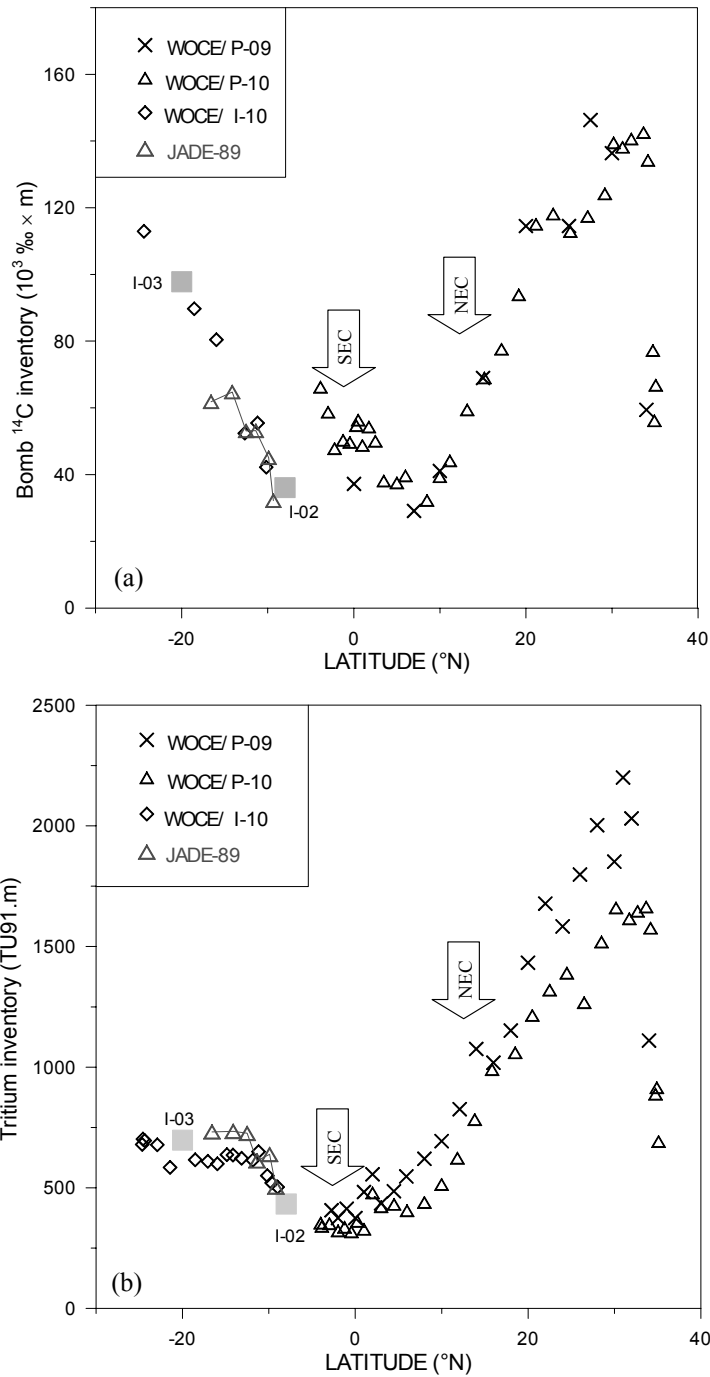 160
120
80
40
0
Bomb ¹⁴C inventory (10³ ‰ × m)
WOCE/ P-09
WOCE/ P-10
WOCE/ I-10
JADE-89
I-03
SEC
NEC
I-02
(a)
-20
0
20
40
LATITUDE (°N)
2500
2000
1500
1000
500
0
Tritium inventory (TU91.m)
WOCE/ P-09
WOCE/ P-10
WOCE/ I-10
JADE-89
NEC
I-03
SEC
I-02
(b)
-20
0
20
40
LATITUDE (°N)